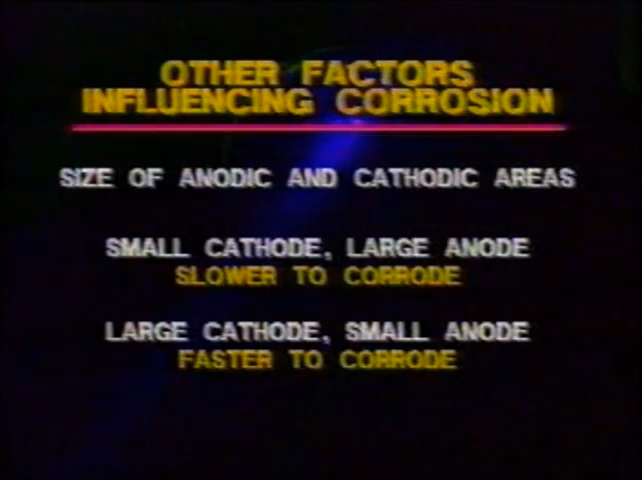 OTHER FACTORS
INFLUENCING CORROSION
SIZE OF ANODIC AND CATHODIC AREAS
SMALL CATHODE, LARGE ANODE
SLOWER TO CORRODE
LARGE CATHODE, SMALL ANODE
FASTER TO CORRODE